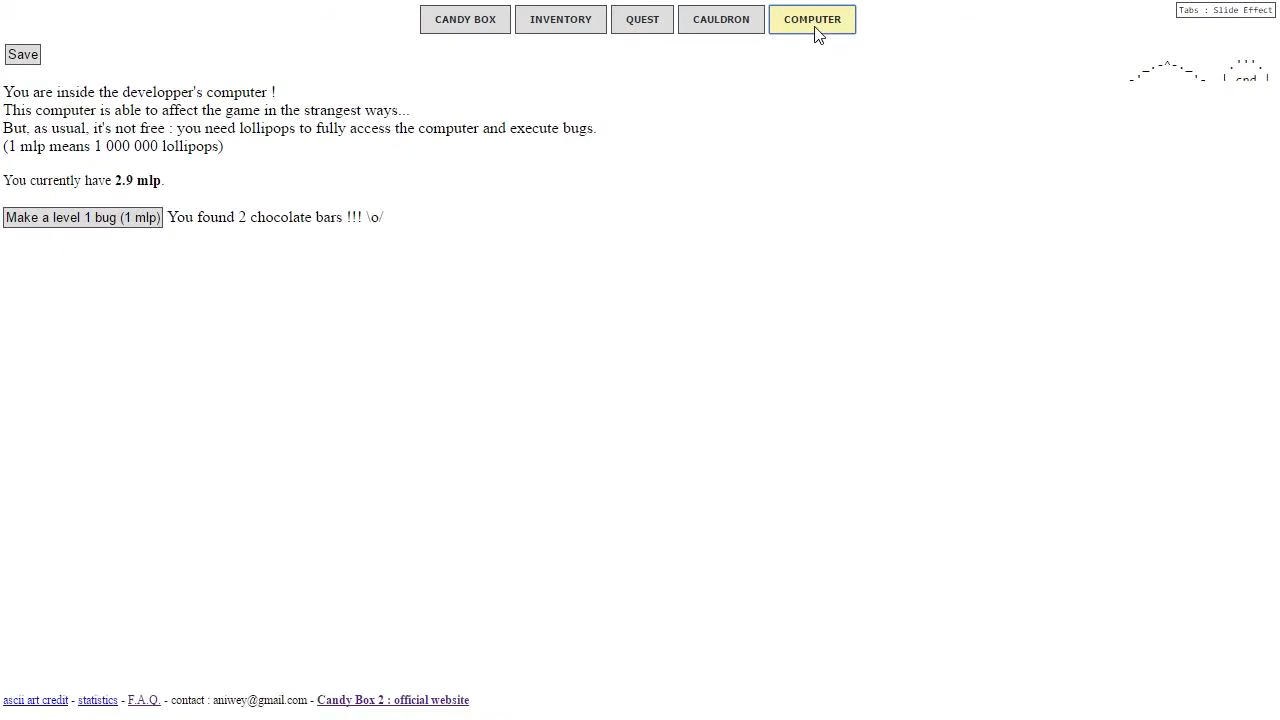 CANDY BOX INVENTORY QUEST CAULDRON COMPUTER
Tabs : Slide Effect
Save
You are inside the developper's computer !
This computer is able to affect the game in the strangest ways...
But, as usual, it's not free : you need lollipops to fully access the computer and execute bugs.
(1 mlp means 1 000 000 lollipops)
You currently have 2.9 mlp.
Make a level 1 bug (1 mlp) You found 2 chocolate bars !!! \o/
ascii art credit - statistics - F.A.Q. - contact : aniwey@gmail.com - Candy Box 2 : official website